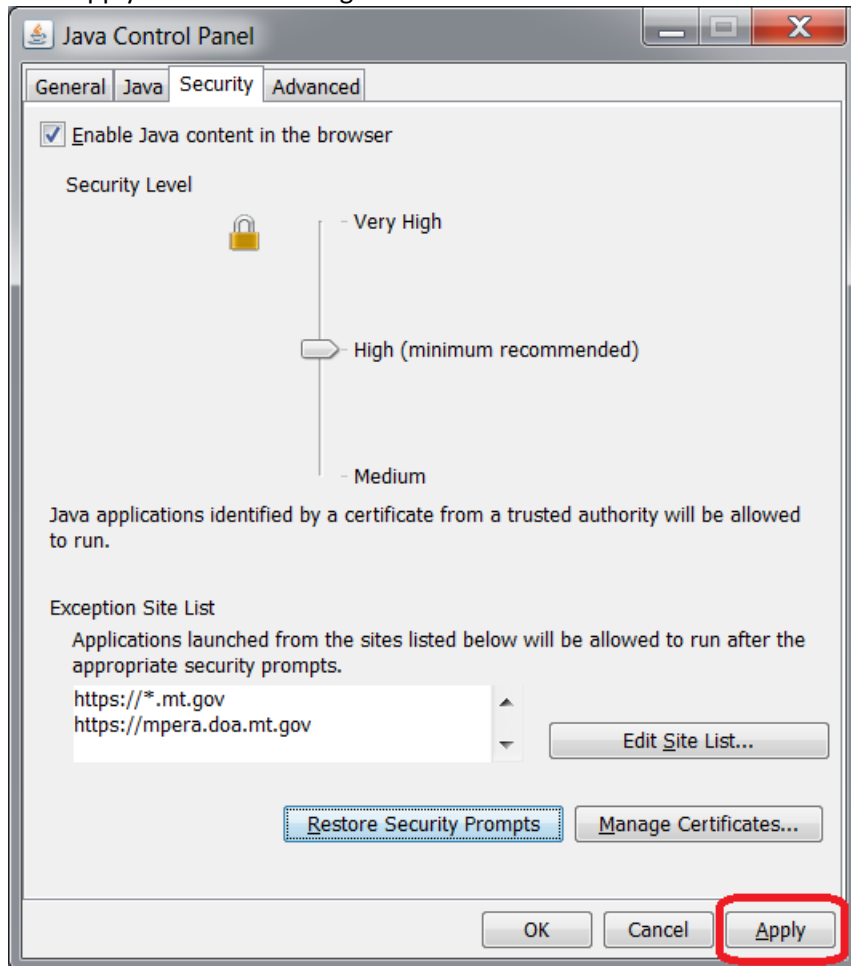 Java Control Panel
General Java Security Advanced
Enable Java content in the browser
Security Level
- Very High
- High (minimum recommended)
- Medium
Java applications identified by a certificate from a trusted authority will be allowed
to run.
Exception Site List
Applications launched from the sites listed below will be allowed to run after the
appropriate security prompts.
https://*.mt.gov
https://mpera.doa.mt.gov
Edit Site List...
Restore Security Prompts Manage Certificates...
OK Cancel Apply